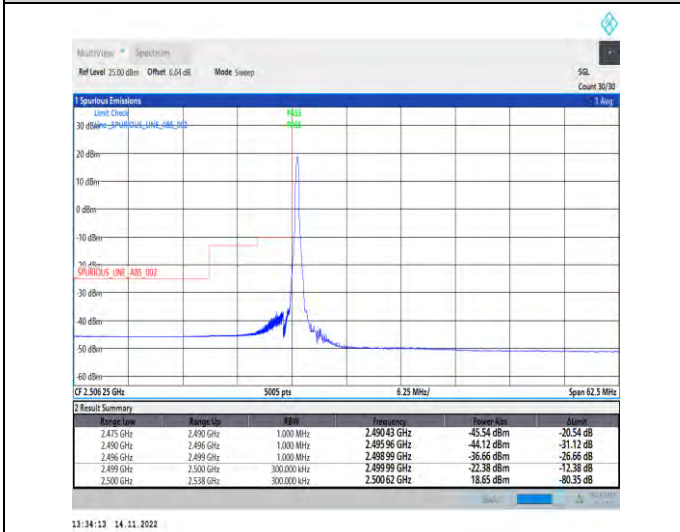 MultiView Spectrum
Ref Level 25.00 dBm Offset 6.64 dB Mode Sweep SGL
Count 30/30
1 Spurious Emissions 1 Avg
Limit Check PASS
30 dBm Line _SPURIOUS_LINE_ABS_002 PASS
20 dBm
10 dBm
0 dBm
-10 dBm
-20 dBm
SPURIOUS_LINE_ABS_002
-30 dBm
-40 dBm
-50 dBm
-60 dBm
CF 2.506 25 GHz 5005 pts 6.25 MHz/ Span 62.5 MHz
2 Result Summary
Range Low Range Up RBW Frequency Power Abs ΔLimit
2.475 GHz 2.490 GHz 1.000 MHz 2.490 43 GHz -45.54 dBm -20.54 dB
2.490 GHz 2.496 GHz 1.000 MHz 2.495 96 GHz -44.12 dBm -31.12 dB
2.496 GHz 2.499 GHz 1.000 MHz 2.498 99 GHz -36.66 dBm -26.66 dB
2.499 GHz 2.500 GHz 300.000 kHz 2.499 99 GHz -22.38 dBm -12.38 dB
2.500 GHz 2.538 GHz 300.000 kHz 2.500 62 GHz 18.65 dBm -80.35 dB
13:34:13 14.11.2022